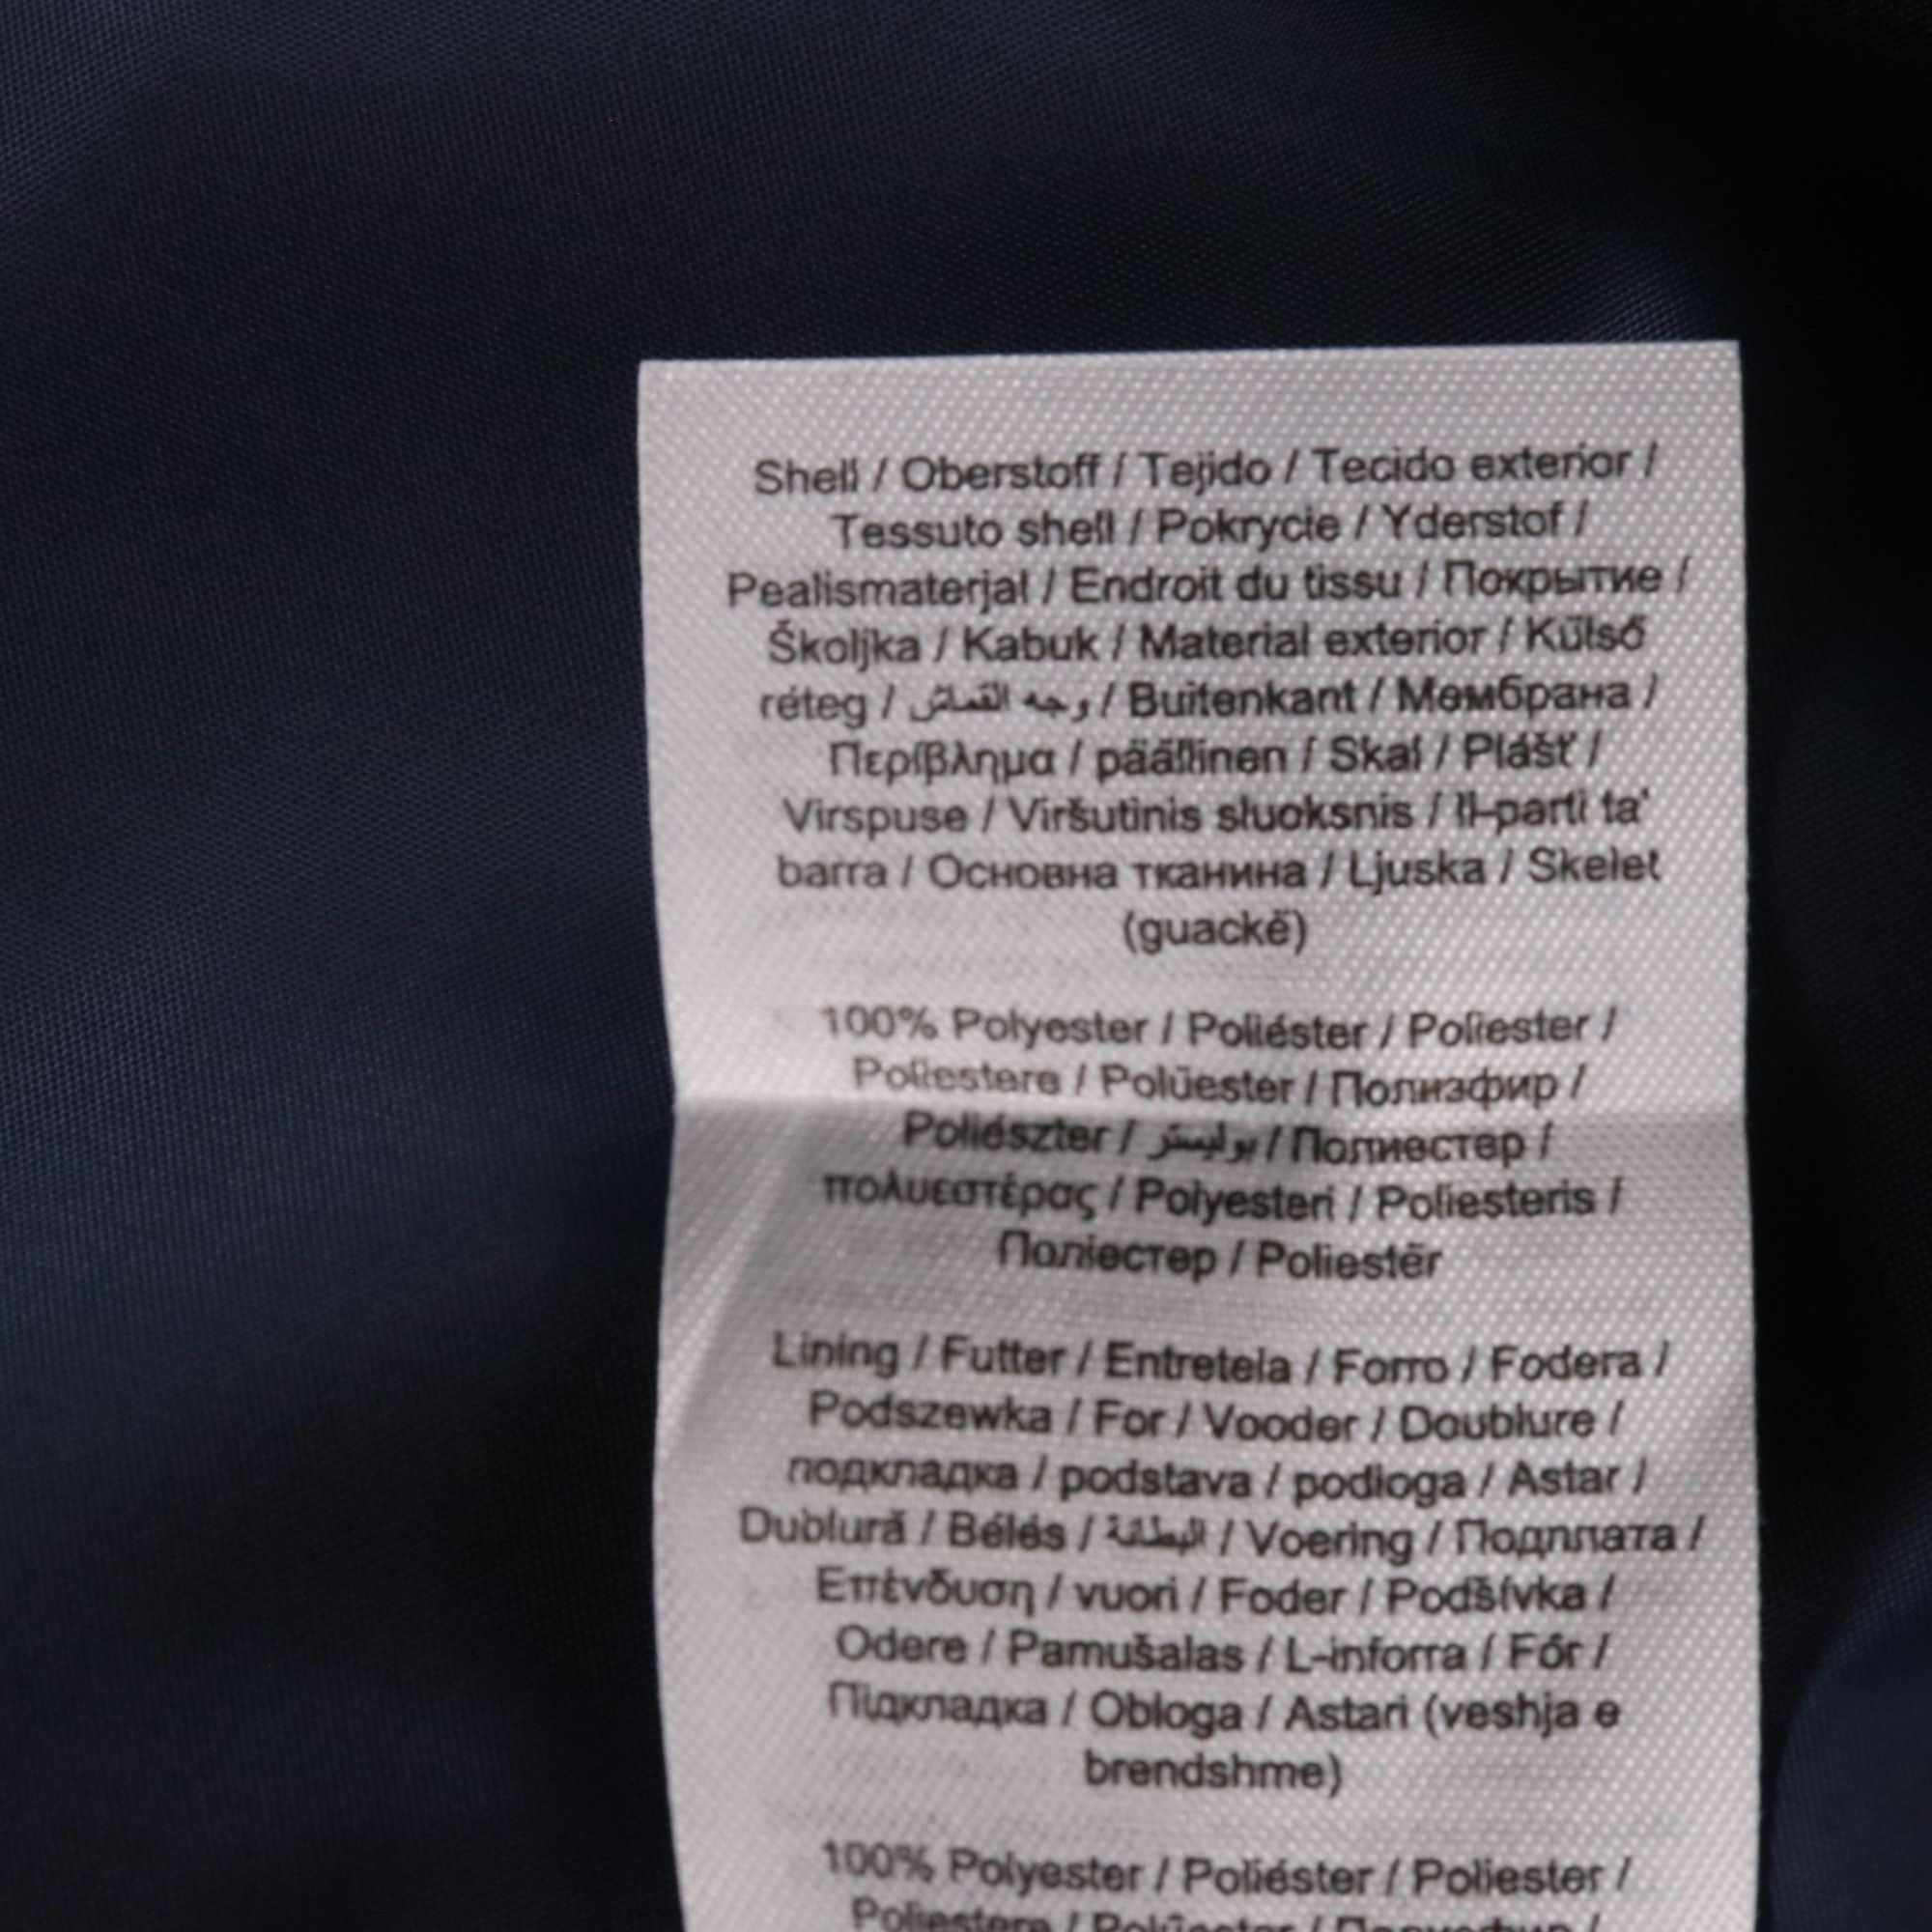 Shell / Oberstoff / Tejido / Tecido exterior /
Tessuto shell / Pokrycie / Yderstof /
Pealismaterjal / Endroit du tissu / Покрытие /
Školjka / Kabuk / Material exterior / Külső
réteg / وجه القماش / Buitenkant / Мембрана /
Περίβλημα / päällinen / Skal / Plášť /
Virspuse / Viršutinis sluoksnis / Il-parti ta'
barra / Основна тканина / Ljuska / Skelet
(guackë)
100% Polyester / Poliéster / Poliester /
Poliestere / Polüester / Полиэфир /
Poliészter / بوليستر / Полиестер /
πολυεστέρας / Polyesteri / Poliesteris /
Поліестер / Poliestër
Lining / Futter / Entretela / Forro / Fodera /
Podszewka / For / Vooder / Doublure /
подкладка / podstava / podloga / Astar /
Dublură / Bélés / البطانة / Voering / Подплата /
Επένδυση / vuori / Foder / Podšívka /
Odere / Pamušalas / L-inforra / Fór /
Підкладка / Obloga / Astari (veshja e
brendshme)
100% Polyester / Poliéster / Poliester /
Poliestere / Polüester / Полиэфир /